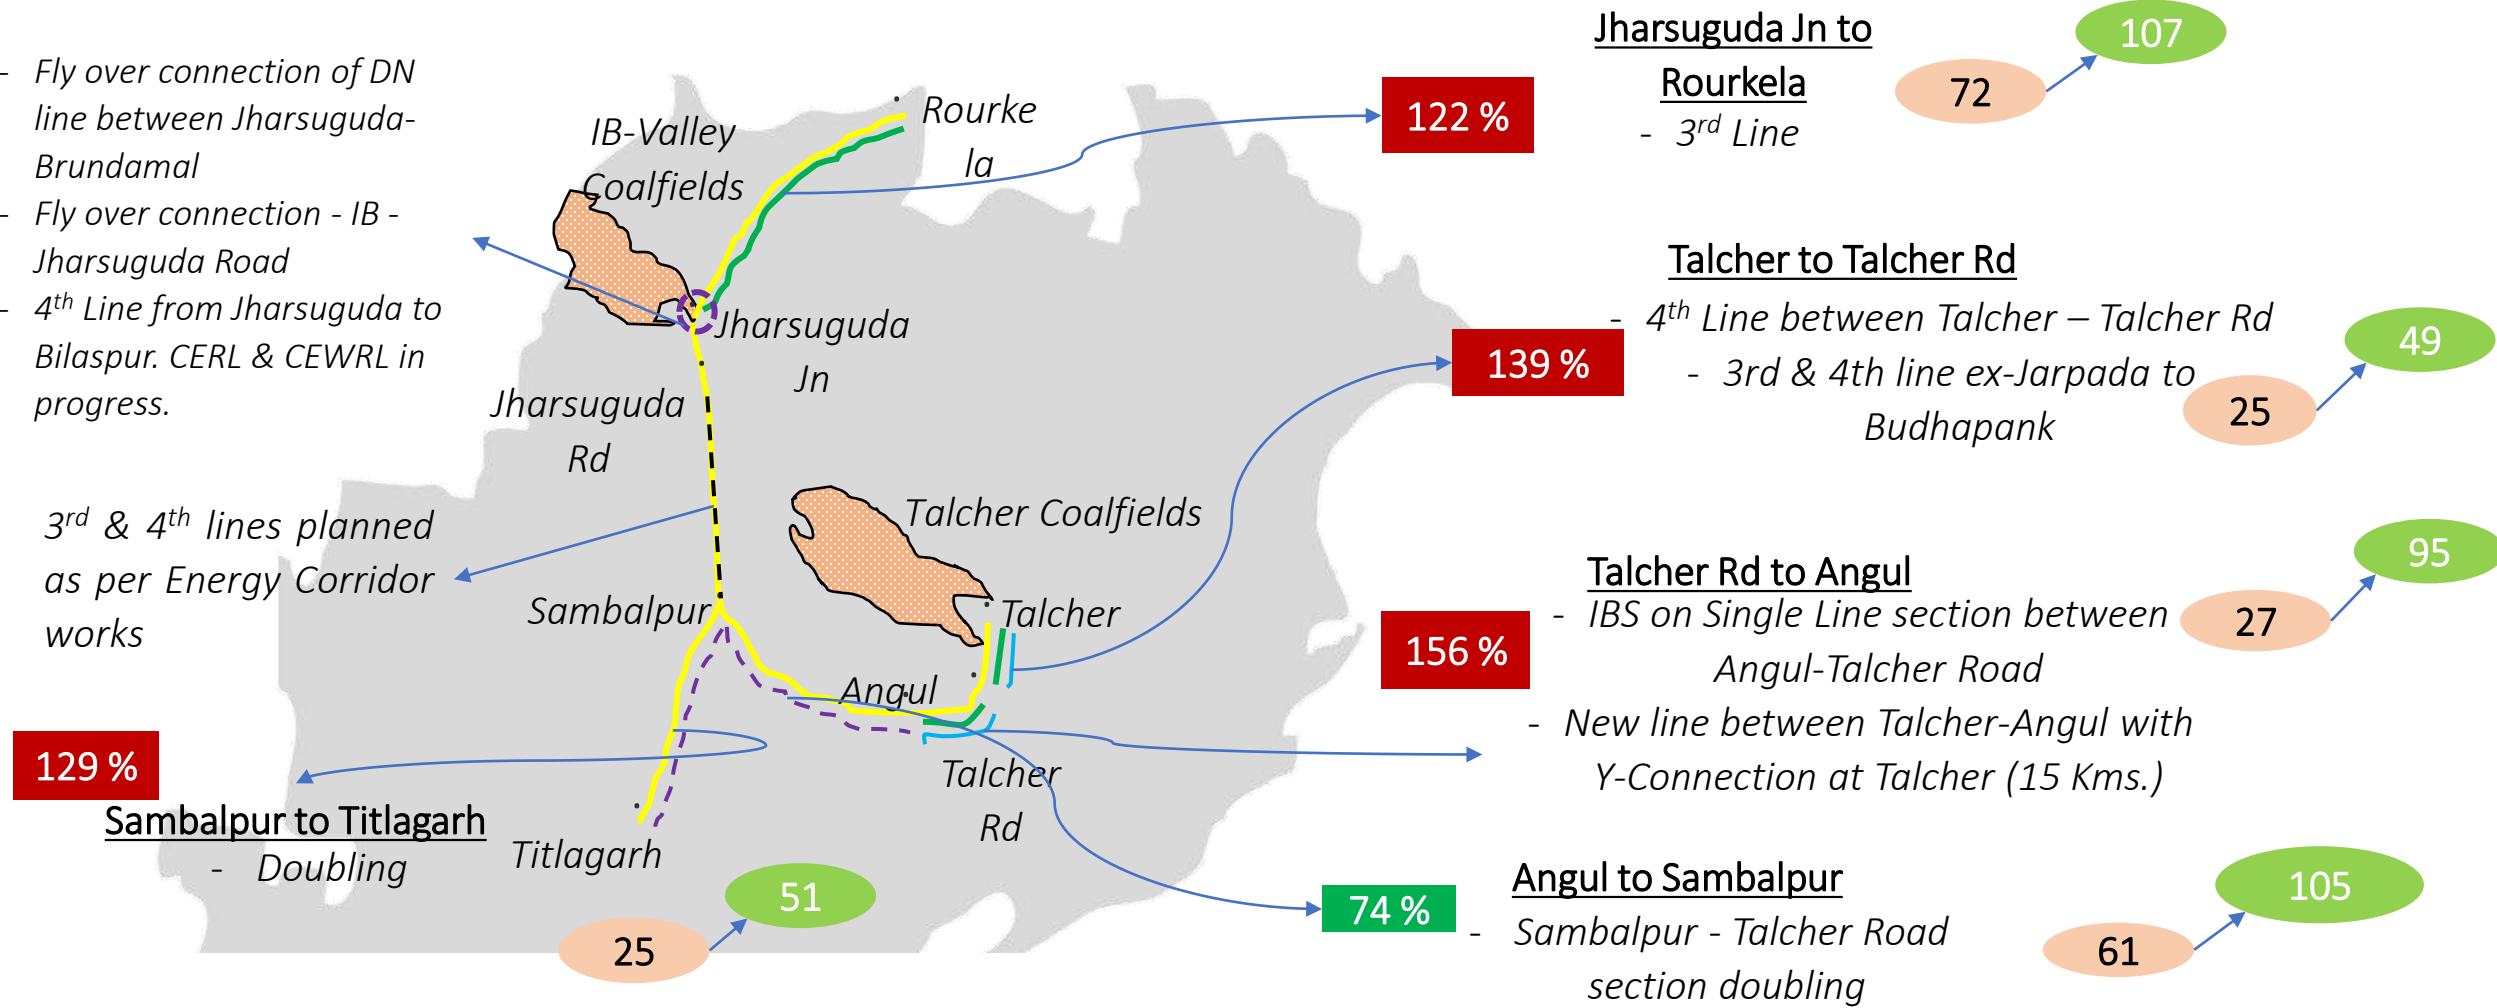 - Fly over connection of DN
line between Jharsuguda-
Brundamal
- Fly over connection - IB -
Jharsuguda Road
- 4th Line from Jharsuguda to
Bilaspur. CERL & CEWRL in
progress.
3rd & 4th lines planned
as per Energy Corridor
works
129 %
Sambalpur to Titlagarh
- Doubling
25
51
IB-Valley
Coalfields
Rourke
la
Jharsuguda
Jn
Jharsuguda
Rd
Talcher Coalfields
Sambalpur
Talcher
Angul
Talcher
Rd
Titlagarh
122 %
Jharsuguda Jn to
Rourkela
- 3rd Line
72
107
139 %
Talcher to Talcher Rd
- 4th Line between Talcher – Talcher Rd
- 3rd & 4th line ex-Jarpada to
Budhapank
25
49
156 %
Talcher Rd to Angul
- IBS on Single Line section between
Angul-Talcher Road
- New line between Talcher-Angul with
Y-Connection at Talcher (15 Kms.)
27
95
74 %
Angul to Sambalpur
- Sambalpur - Talcher Road
section doubling
61
105